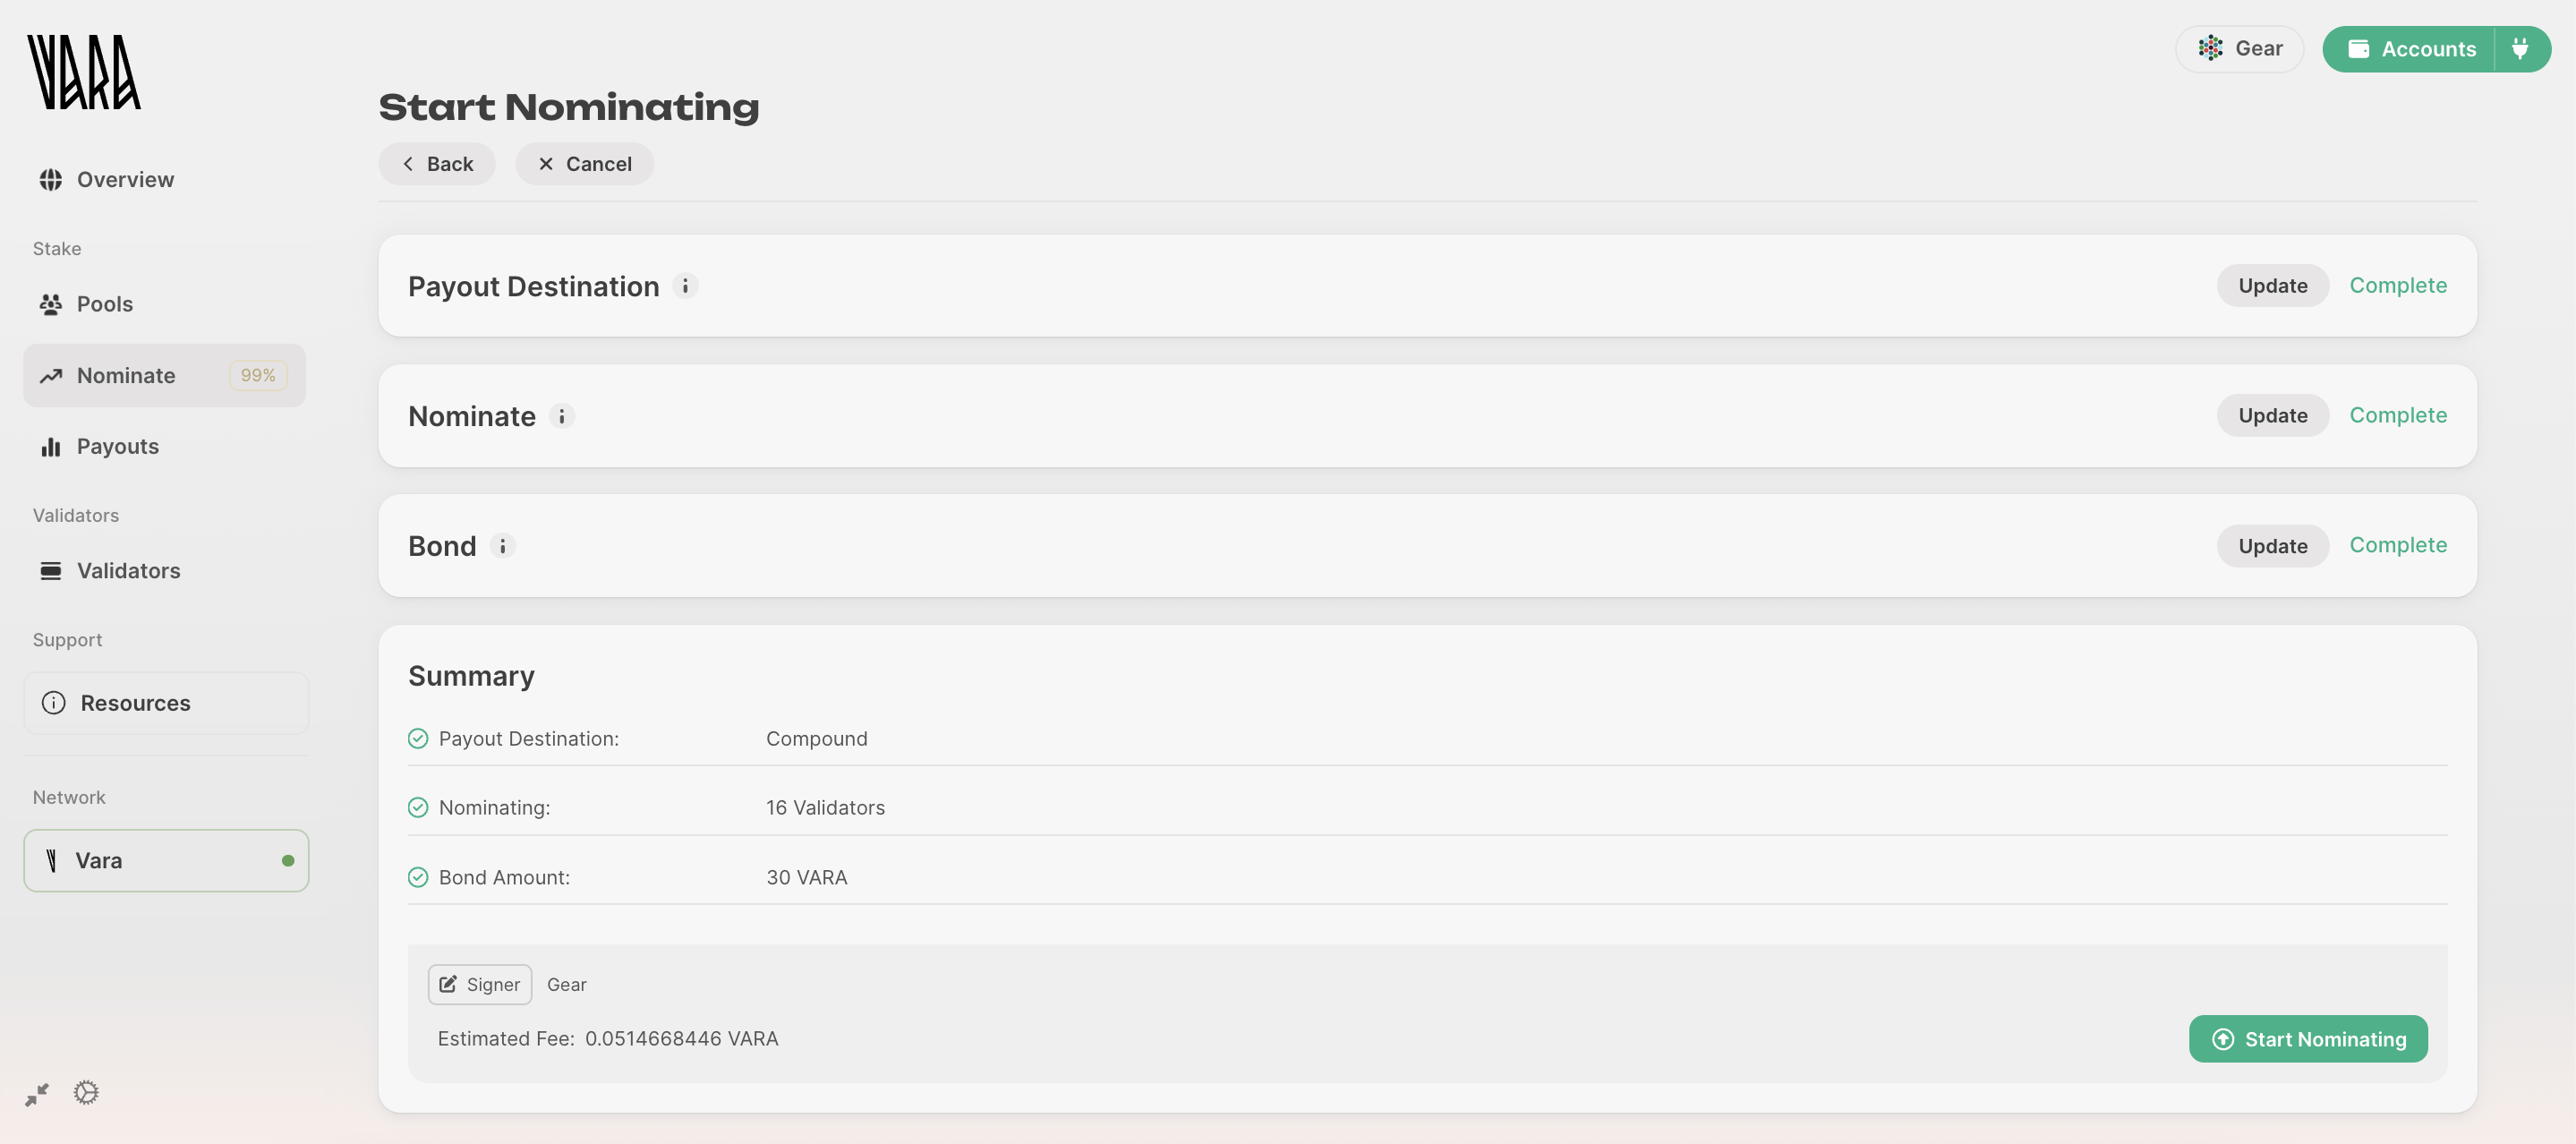 VARA
Gear
Accounts
Start Nominating
Back
Cancel
Overview
Stake
Pools
Nominate
99%
Payouts
Validators
Validators
Support
Resources
Network
Vara
Payout Destination
Update
Complete
Nominate
Update
Complete
Bond
Update
Complete
Summary
Payout Destination: Compound
Nominating: 16 Validators
Bond Amount: 30 VARA
Signer Gear
Estimated Fee: 0.0514668446 VARA
Start Nominating